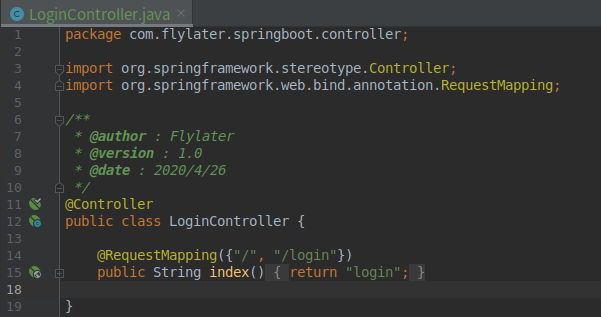 LoginController.java ×
1 package com.flylater.springboot.controller;
2
3 import org.springframework.stereotype.Controller;
4 import org.springframework.web.bind.annotation.RequestMapping;
5
6 /**
7  * @author : Flylater
8  * @version : 1.0
9  * @date : 2020/4/26
10  */
11 @Controller
12 public class LoginController {
13
14     @RequestMapping({"/", "/login"})
15     public String index() { return "login"; }
18
19 }